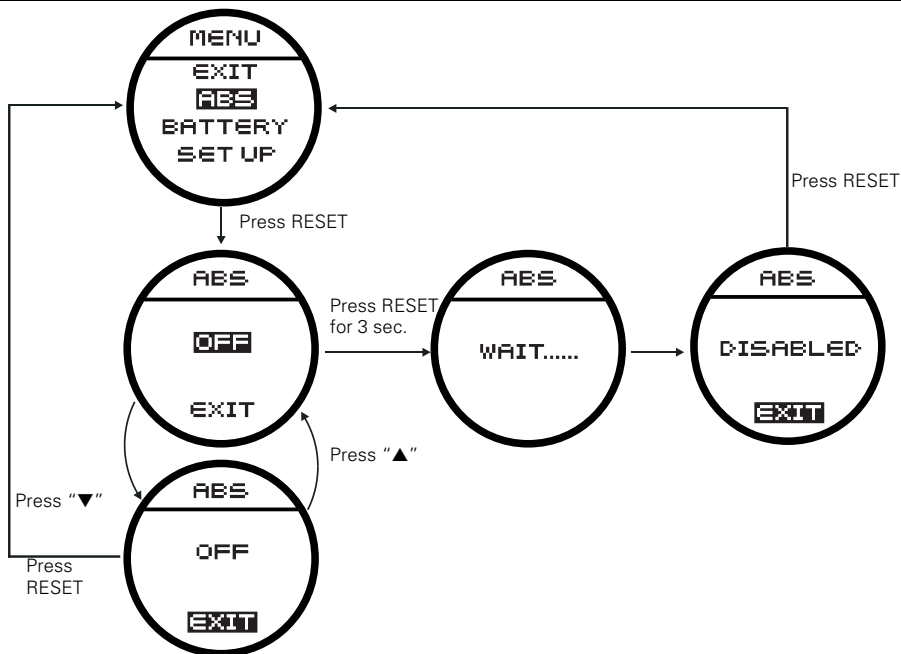 MENU
EXIT
ABS
BATTERY
SET UP
Press RESET
Press RESET
ABS
OFF
EXIT
Press RESET
for 3 sec.
ABS
WAIT......
ABS
DISABLED
EXIT
Press “▲”
Press “▼”
ABS
OFF
EXIT
Press
RESET